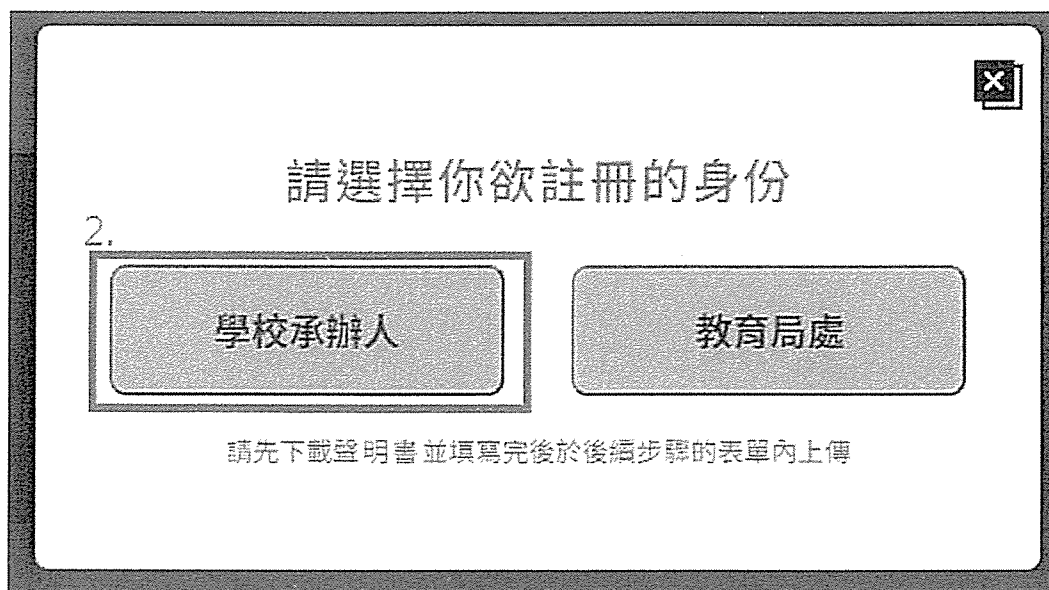 請選擇你欲註冊的身份
2.
學校承辦人
教育局處
請先下載聲明書並填寫完後於後續步驟的表單內上傳